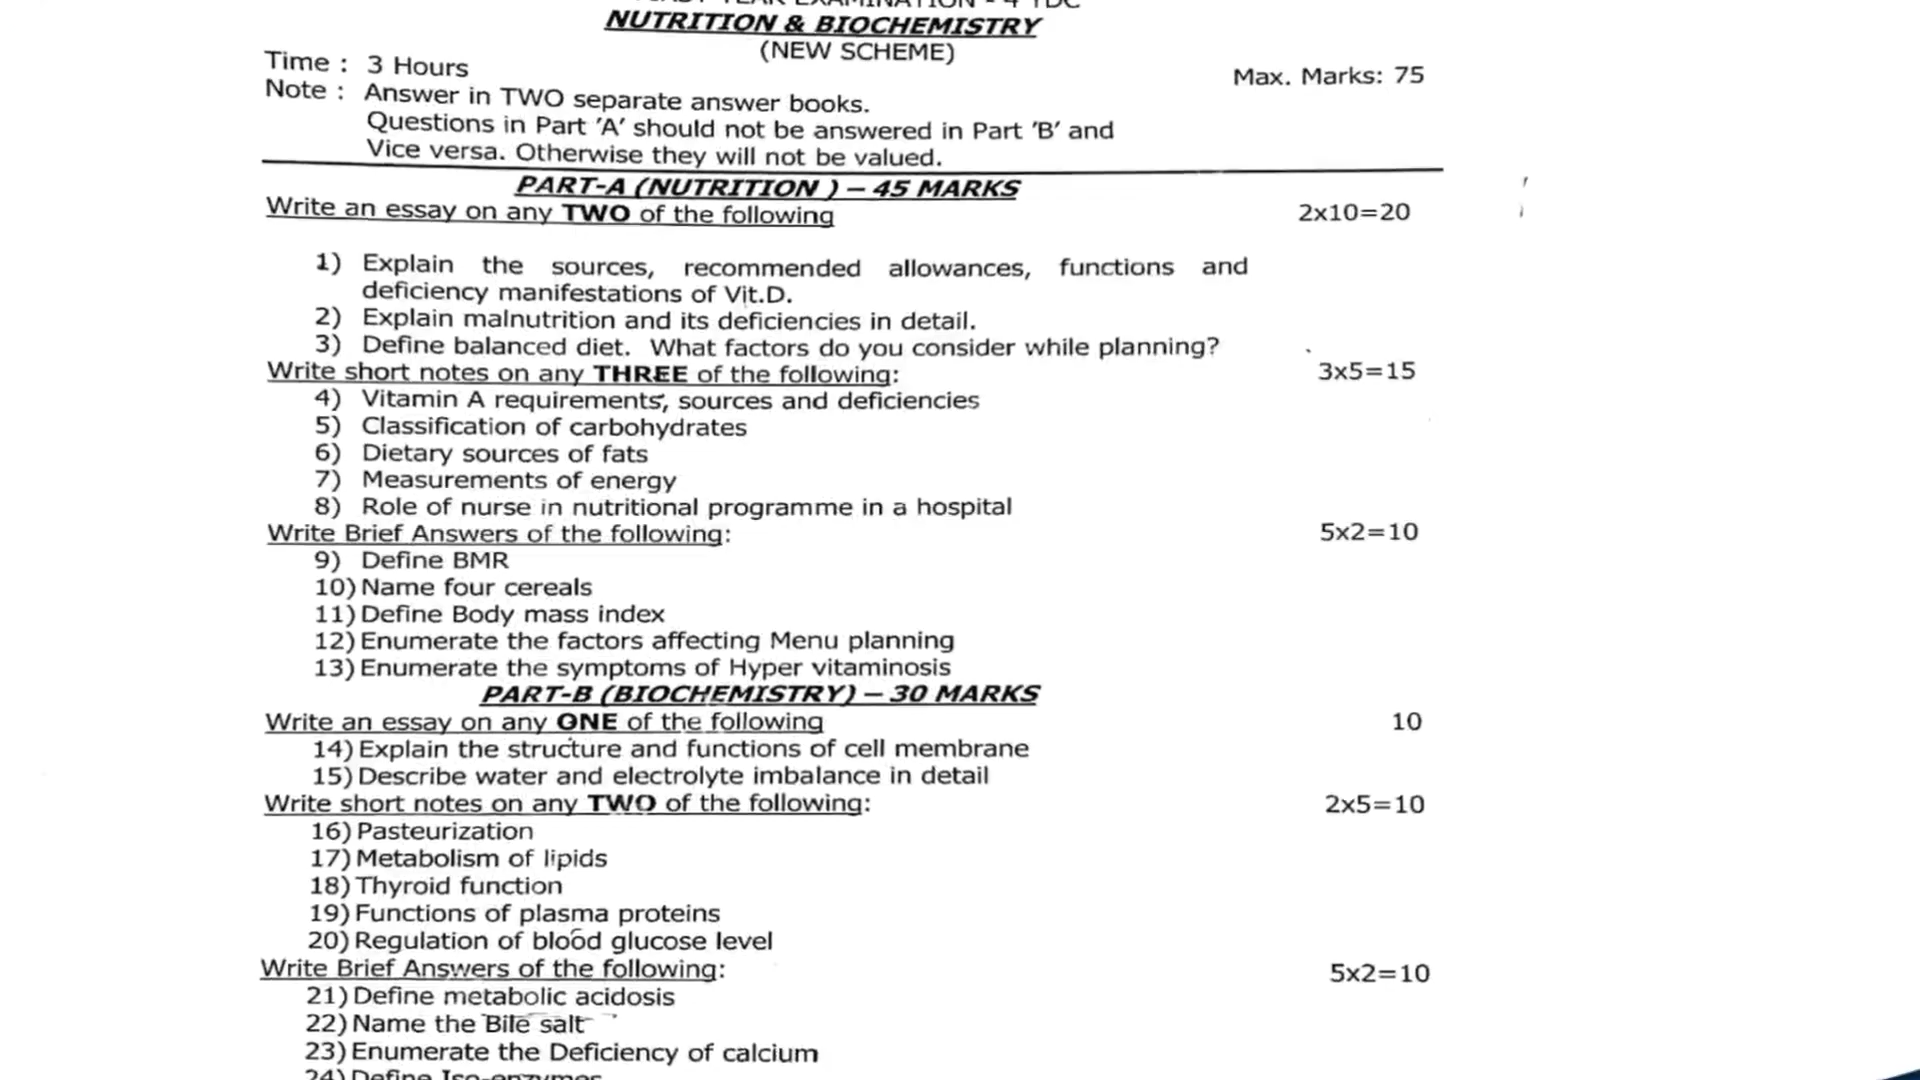 EXAMINATION - 4 YDC
NUTRITION & BIOCHEMISTRY
(NEW SCHEME)
Time : 3 Hours
Max. Marks: 75
Note : Answer in TWO separate answer books.
Questions in Part 'A' should not be answered in Part 'B' and
Vice versa. Otherwise they will not be valued.
PART-A (NUTRITION ) – 45 MARKS
Write an essay on any TWO of the following 2x10=20
1) Explain the sources, recommended allowances, functions and
deficiency manifestations of Vit.D.
2) Explain malnutrition and its deficiencies in detail.
3) Define balanced diet. What factors do you consider while planning?
Write short notes on any THREE of the following: 3x5=15
4) Vitamin A requirements, sources and deficiencies
5) Classification of carbohydrates
6) Dietary sources of fats
7) Measurements of energy
8) Role of nurse in nutritional programme in a hospital
Write Brief Answers of the following: 5x2=10
9) Define BMR
10) Name four cereals
11) Define Body mass index
12) Enumerate the factors affecting Menu planning
13) Enumerate the symptoms of Hyper vitaminosis
PART-B (BIOCHEMISTRY) – 30 MARKS
Write an essay on any ONE of the following 10
14) Explain the structure and functions of cell membrane
15) Describe water and electrolyte imbalance in detail
Write short notes on any TWO of the following: 2x5=10
16) Pasteurization
17) Metabolism of lipids
18) Thyroid function
19) Functions of plasma proteins
20) Regulation of blood glucose level
Write Brief Answers of the following: 5x2=10
21) Define metabolic acidosis
22) Name the Bile salt
23) Enumerate the Deficiency of calcium
24) Define Iso-enzymes